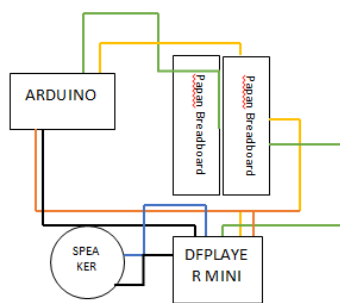 ARDUINO
Papan Breadboard
Papan Breadboard
SPEA
KER
DFPLAYE
R MINI